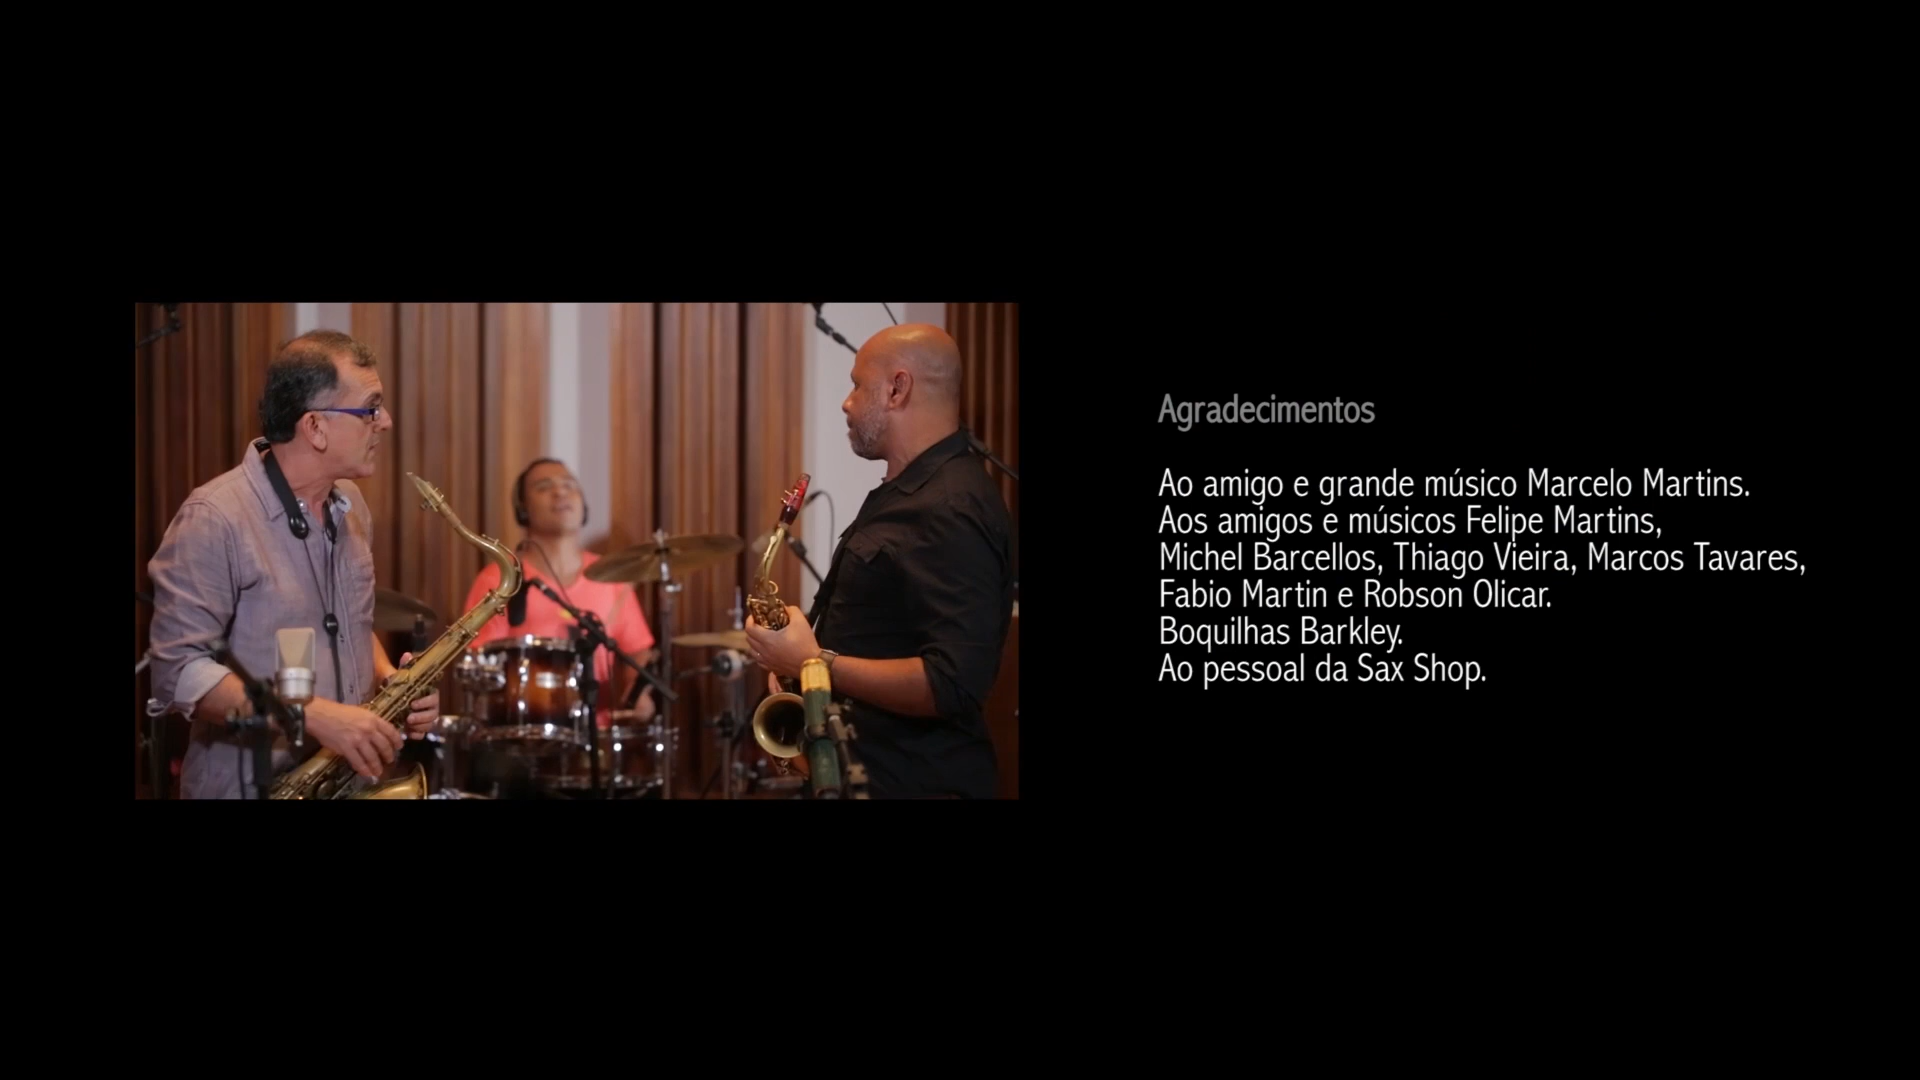 Agradecimentos
Ao amigo e grande músico Marcelo Martins.
Aos amigos e músicos Felipe Martins,
Michel Barcellos, Thiago Vieira, Marcos Tavares,
Fabio Martin e Robson Olicar.
Boquilhas Barkley.
Ao pessoal da Sax Shop.